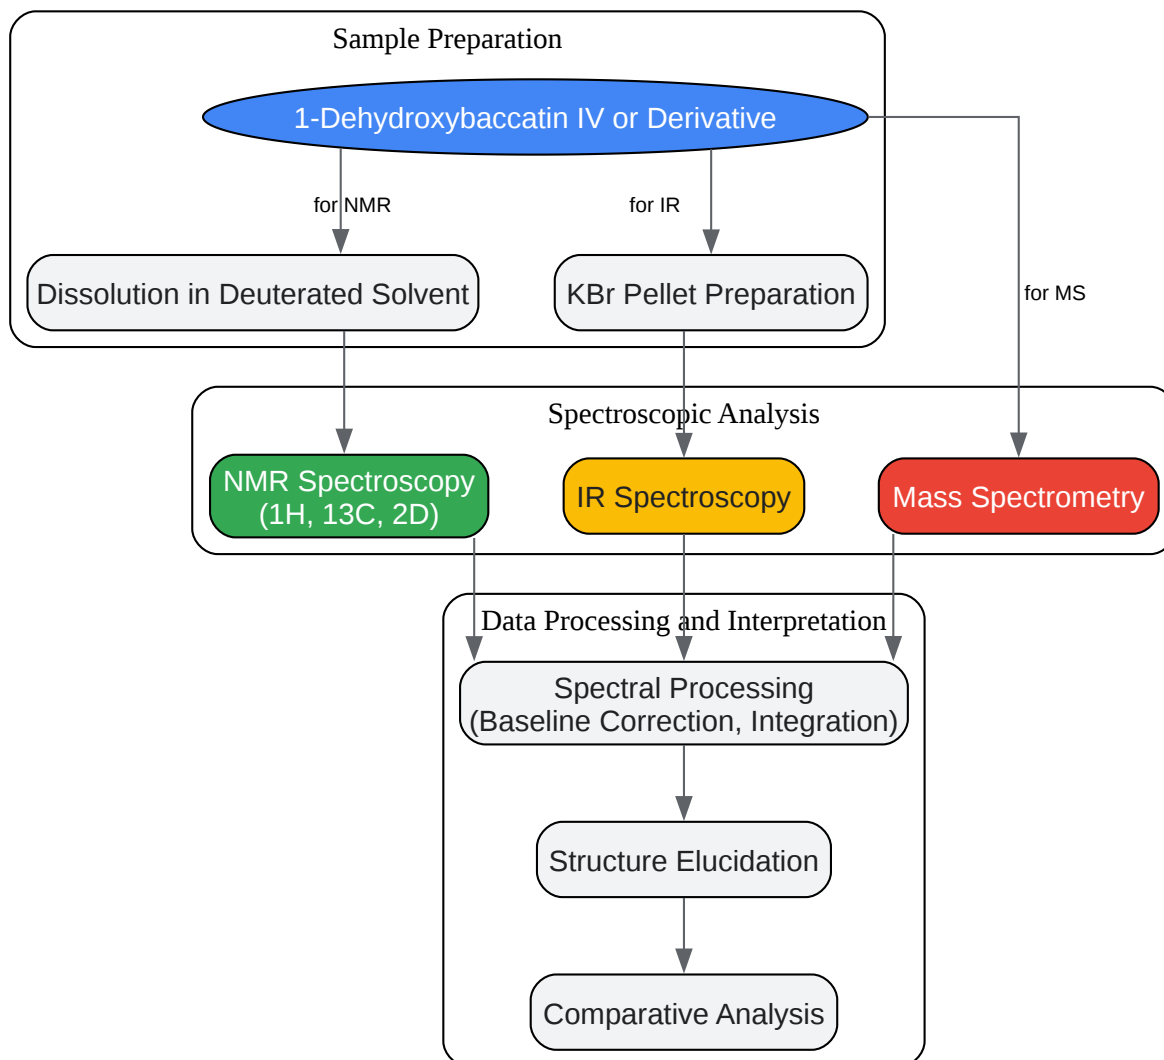 Sample Preparation
1-Dehydroxybaccatin IV or Derivative
for NMR
for IR
Dissolution in Deuterated Solvent
KBr Pellet Preparation
for MS
Spectroscopic Analysis
NMR Spectroscopy
(1H, 13C, 2D)
IR Spectroscopy
Mass Spectrometry
Data Processing and Interpretation
Spectral Processing
(Baseline Correction, Integration)
Structure Elucidation
Comparative Analysis